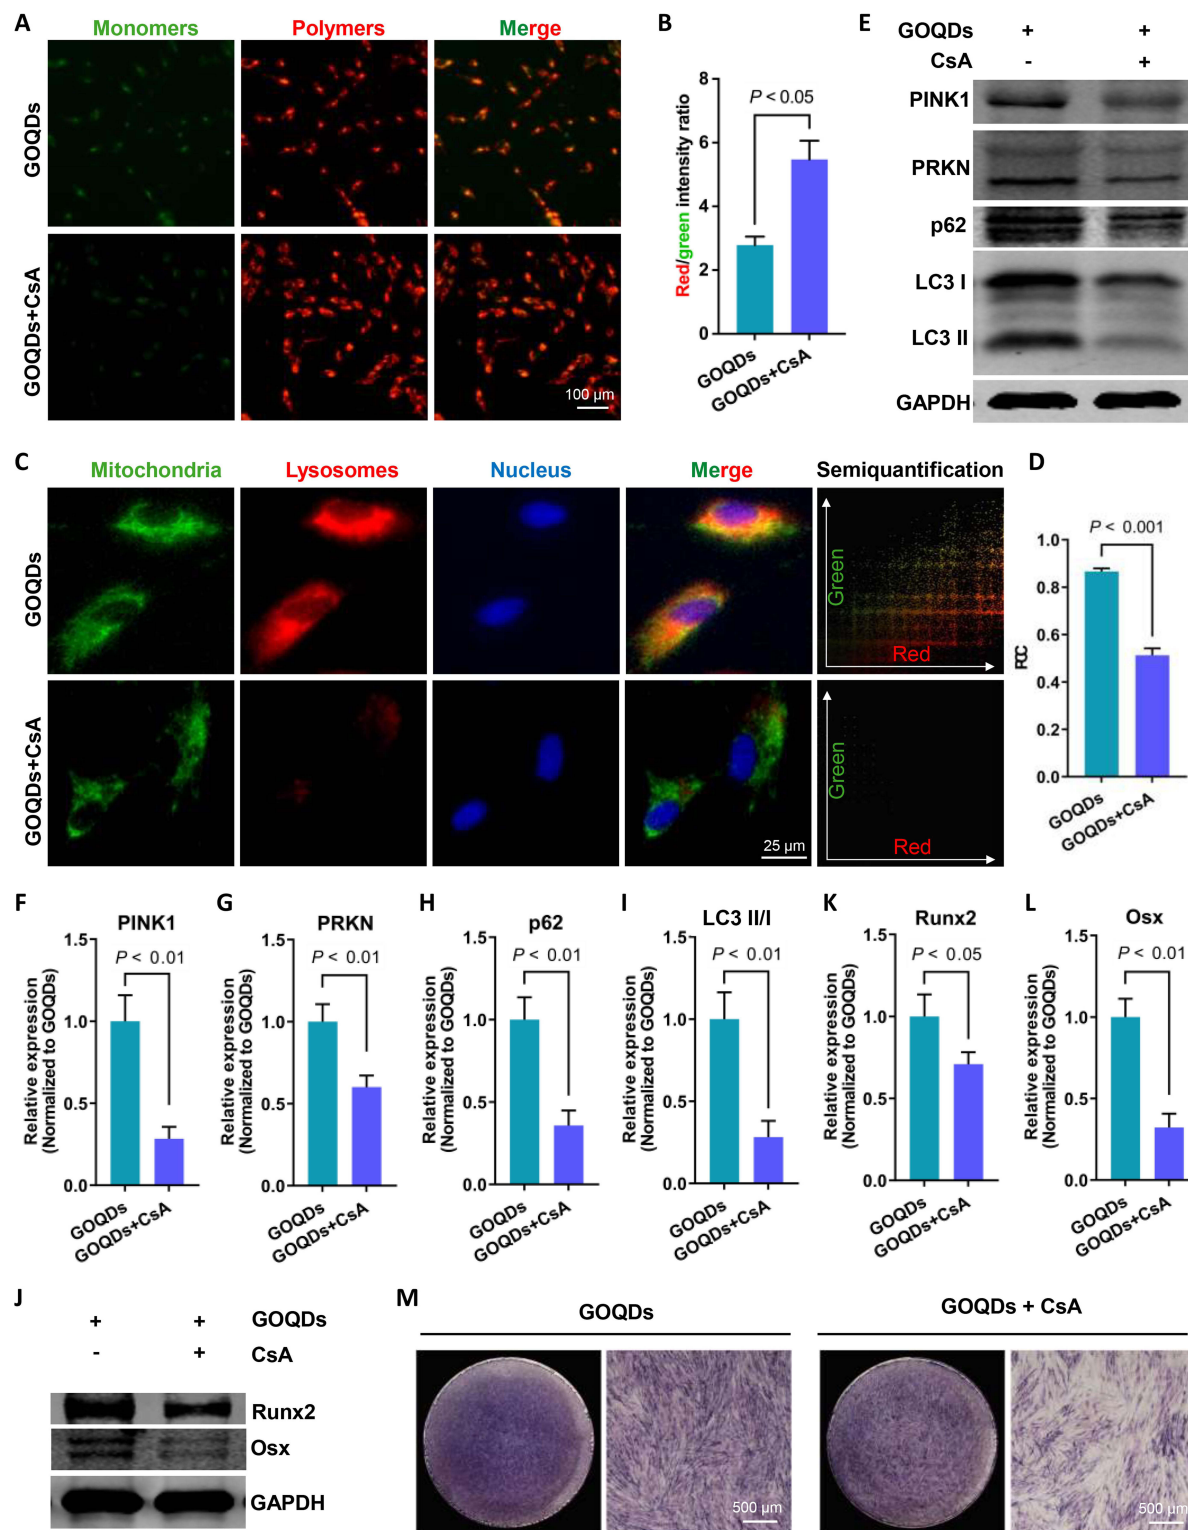 A
Monomers
Polymers
Merge
GOQDs
GOQDs+CsA
100 µm
B
Red/green intensity ratio
8
6
4
2
0
P < 0.05
GOQDs
GOQDs+CsA
E
GOQDs + +
CsA - +
PINK1
PRKN
p62
LC3 I
LC3 II
GAPDH
C
Mitochondria
Lysosomes
Nucleus
Merge
Semiquantification
GOQDs
GOQDs+CsA
Green
Red
Green
Red
25 µm
D
PCC
P < 0.001
1.0
0.8
0.6
0.4
0.2
0.0
GOQDs
GOQDs+CsA
F
PINK1
Relative expression
(Normalized to GOQDs)
1.5
1.0
0.5
0.0
P < 0.01
GOQDs
GOQDs+CsA
G
PRKN
Relative expression
(Normalized to GOQDs)
1.5
1.0
0.5
0.0
P < 0.01
GOQDs
GOQDs+CsA
H
p62
Relative expression
(Normalized to GOQDs)
1.5
1.0
0.5
0.0
P < 0.01
GOQDs
GOQDs+CsA
I
LC3 II/I
Relative expression
(Normalized to GOQDs)
1.5
1.0
0.5
0.0
P < 0.01
GOQDs
GOQDs+CsA
K
Runx2
Relative expression
(Normalized to GOQDs)
1.5
1.0
0.5
0.0
P < 0.05
GOQDs
GOQDs+CsA
L
Osx
Relative expression
(Normalized to GOQDs)
1.5
1.0
0.5
0.0
P < 0.01
GOQDs
GOQDs+CsA
J
+ + GOQDs
- + CsA
Runx2
Osx
GAPDH
M
GOQDs
GOQDs + CsA
500 µm
500 µm